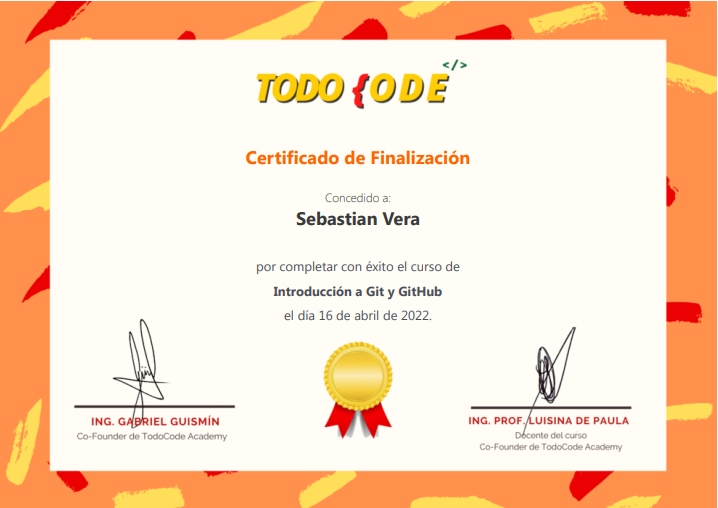 </>
TODO {ODE
Certificado de Finalización
Concedido a:
Sebastian Vera
por completar con éxito el curso de
Introducción a Git y GitHub
el día 16 de abril de 2022.
ING. GABRIEL GUISMÍN
Co-Founder de TodoCode Academy
ING. PROF. LUISINA DE PAULA
Docente del curso
Co-Founder de TodoCode Academy